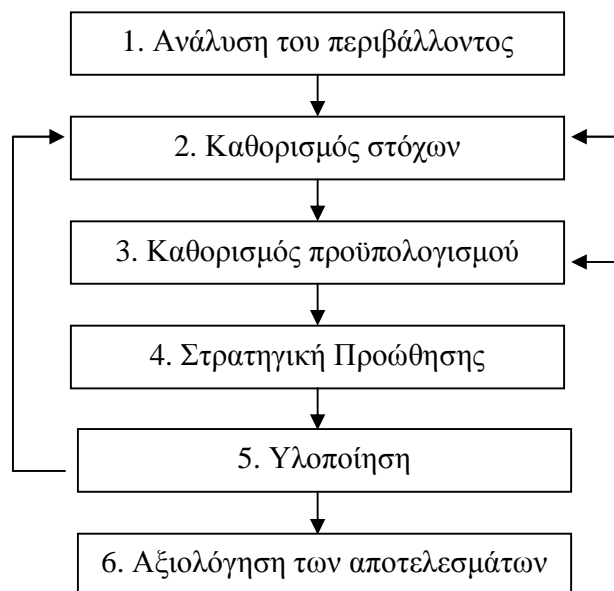 1. Ανάλυση του περιβάλλοντος
2. Καθορισμός στόχων
3. Καθορισμός προϋπολογισμού
4. Στρατηγική Προώθησης
5. Υλοποίηση
6. Αξιολόγηση των αποτελεσμάτων